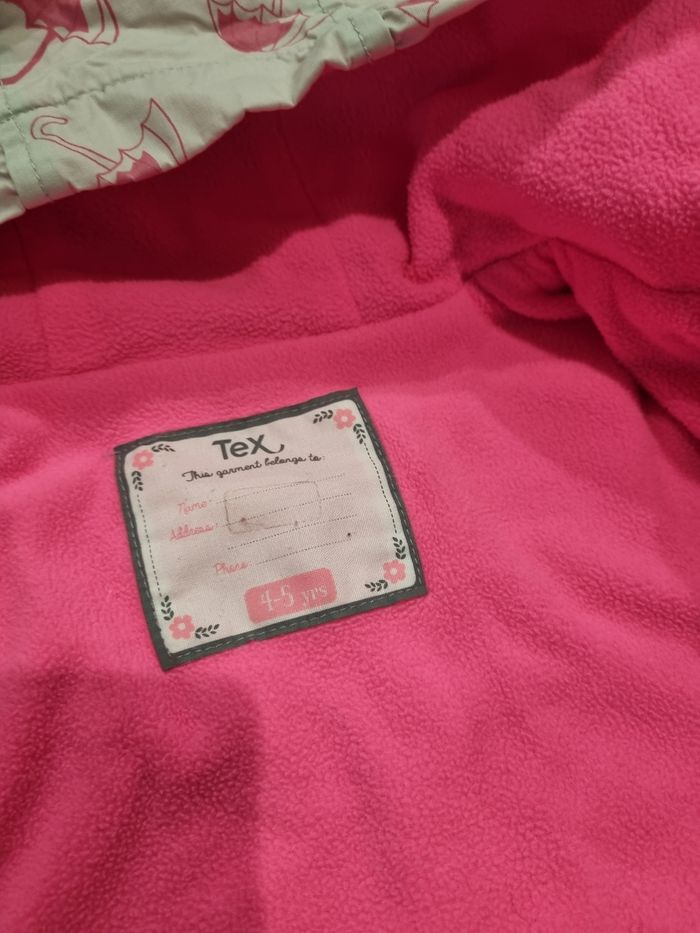 TeX
This garment belongs to:
Name:
Address:
Phone
4-5 yrs